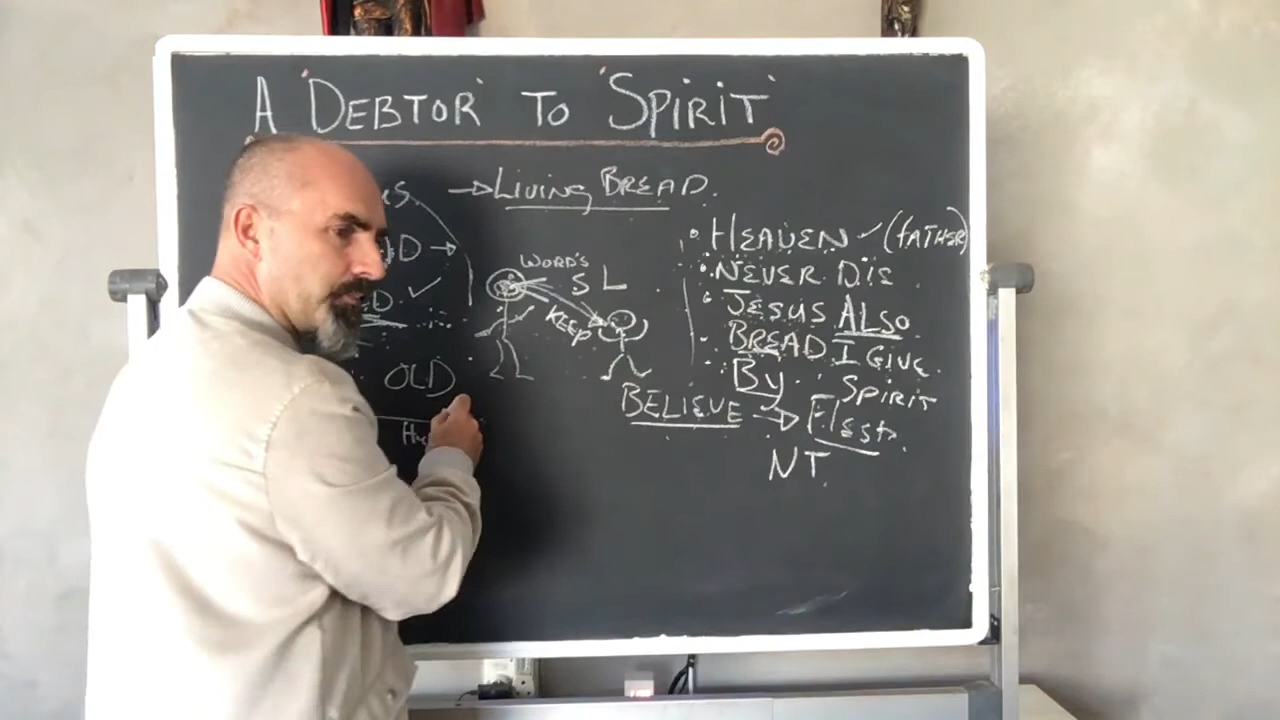 A DEBTOR TO SPIRIT
→ LIVING BREAD.
WORD'S
S L
KEEP
OLD
• HEAVEN ✓ (FATHER)
• NEVER DIE
• JESUS ALSO
• BREAD I GIVE.
By SPIRIT
BELIEVE → Flesh
NT